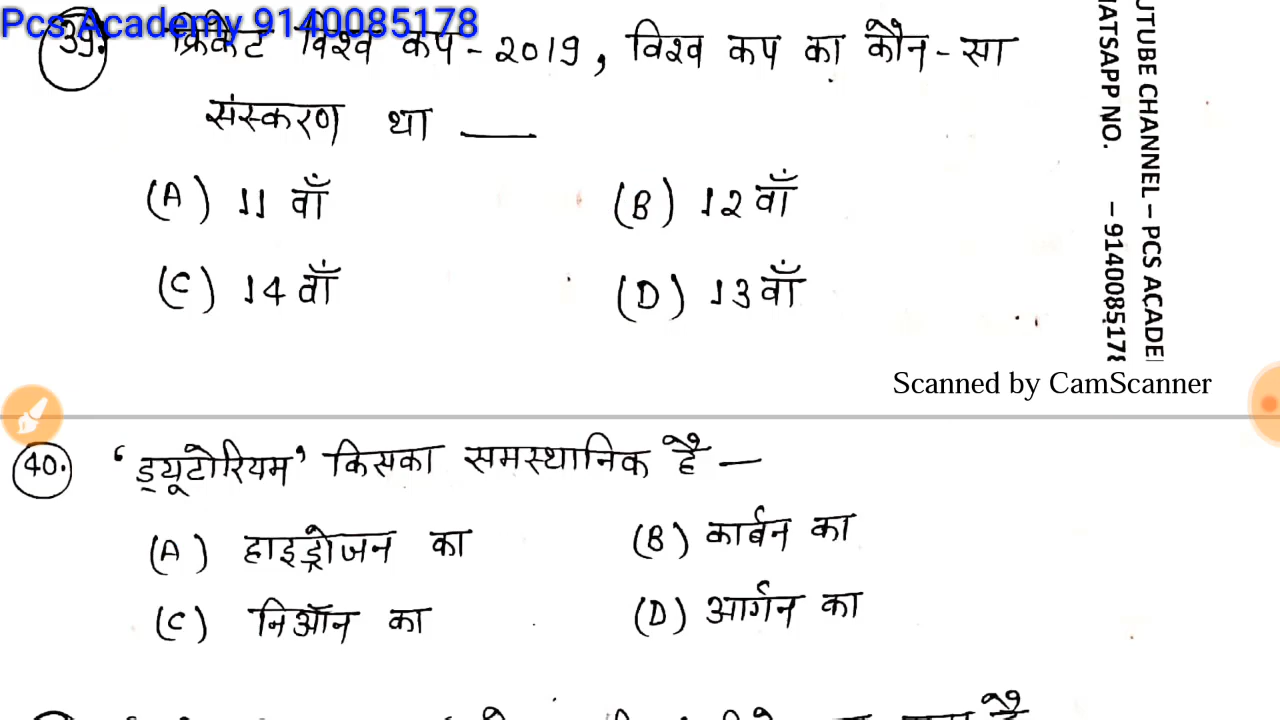 Pcs Academy 9140085178
39. क्रिकेट विश्व कप - 2019, विश्व कप का कौन - सा
संस्करण था —
(A) 11 वाँ (B) 12 वाँ
(C) 14 वाँ (D) 13 वाँ
UTUBE CHANNEL – PCS ACADE
ATSAPP NO. – 9140085178
Scanned by CamScanner
40. ‘ड्यूटोरियम’ किसका समस्थानिक है —
(A) हाइड्रोजन का (B) कार्बन का
(C) निऑन का (D) आर्गन का